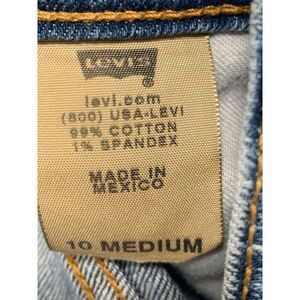 LEVI'S
levi.com
(800) USA-LEVI
99% COTTON
1% SPANDEX
MADE IN
MEXICO
10 MEDIUM